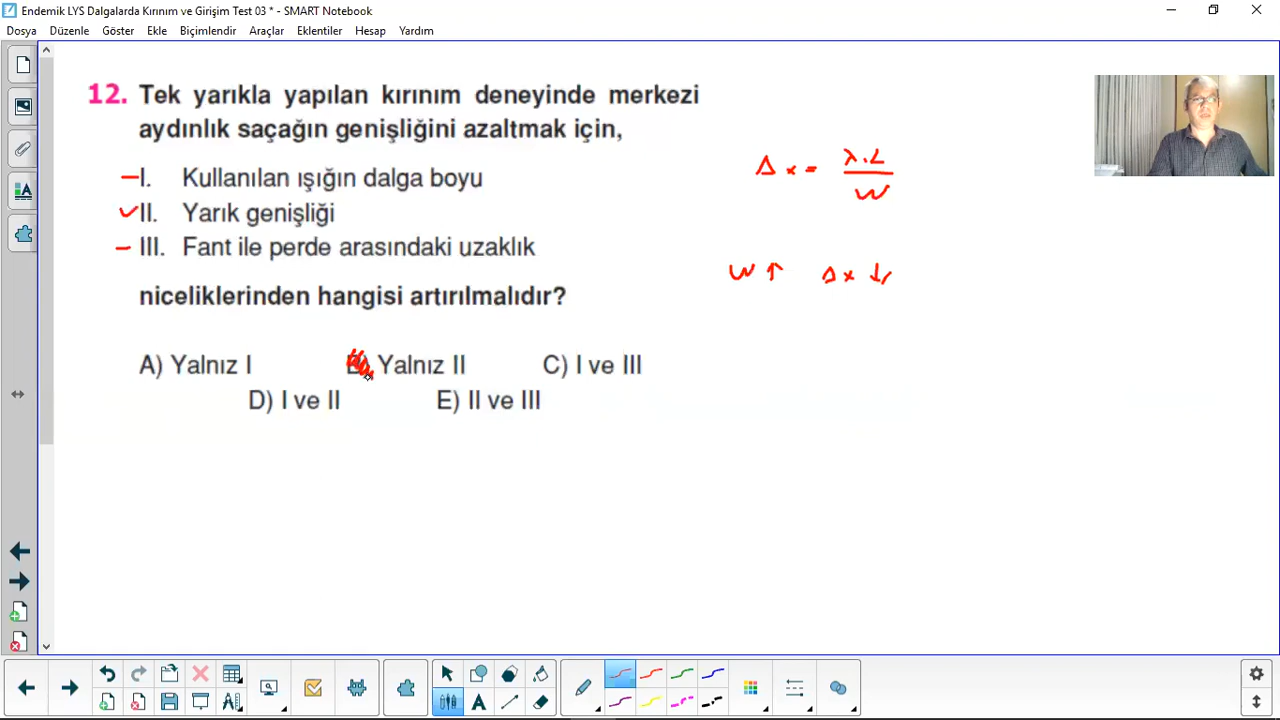 Endemik LYS Dalgalarda Kırınım ve Girişim Test 03 * - SMART Notebook
Dosya Düzenle Göster Ekle Biçimlendiri Araçlar Eklentiler Hesap Yardım
12. Tek yarıkla yapılan kırınım deneyinde merkezi
aydınlık saçağın genişliğini azaltmak için,
I. Kullanılan ışığın dalga boyu
II. Yarık genişliği
III. Fant ile perde arasındaki uzaklık
niceliklerinden hangisi artırılmalıdır?
A) Yalnız I B) Yalnız II C) I ve III
D) I ve II E) II ve III
Δx = λ.L / W
W ↑ Δx ↓